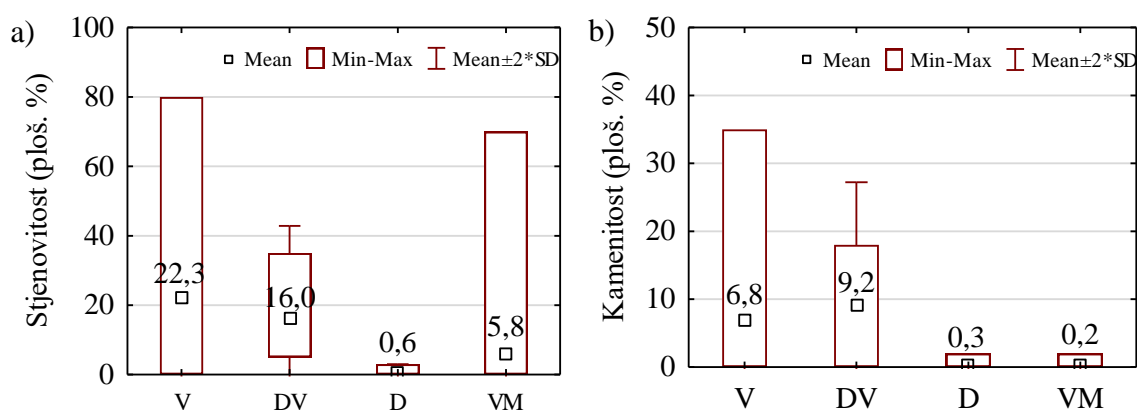 a)
Stjenovitost (ploš. %)
100
80
60
40
20
0
Mean Min-Max Mean±2*SD
22,3
16,0
0,6
5,8
V DV D VM
b)
Kamenitost (ploš. %)
50
40
30
20
10
0
Mean Min-Max Mean±2*SD
6,8
9,2
0,3
0,2
V DV D VM